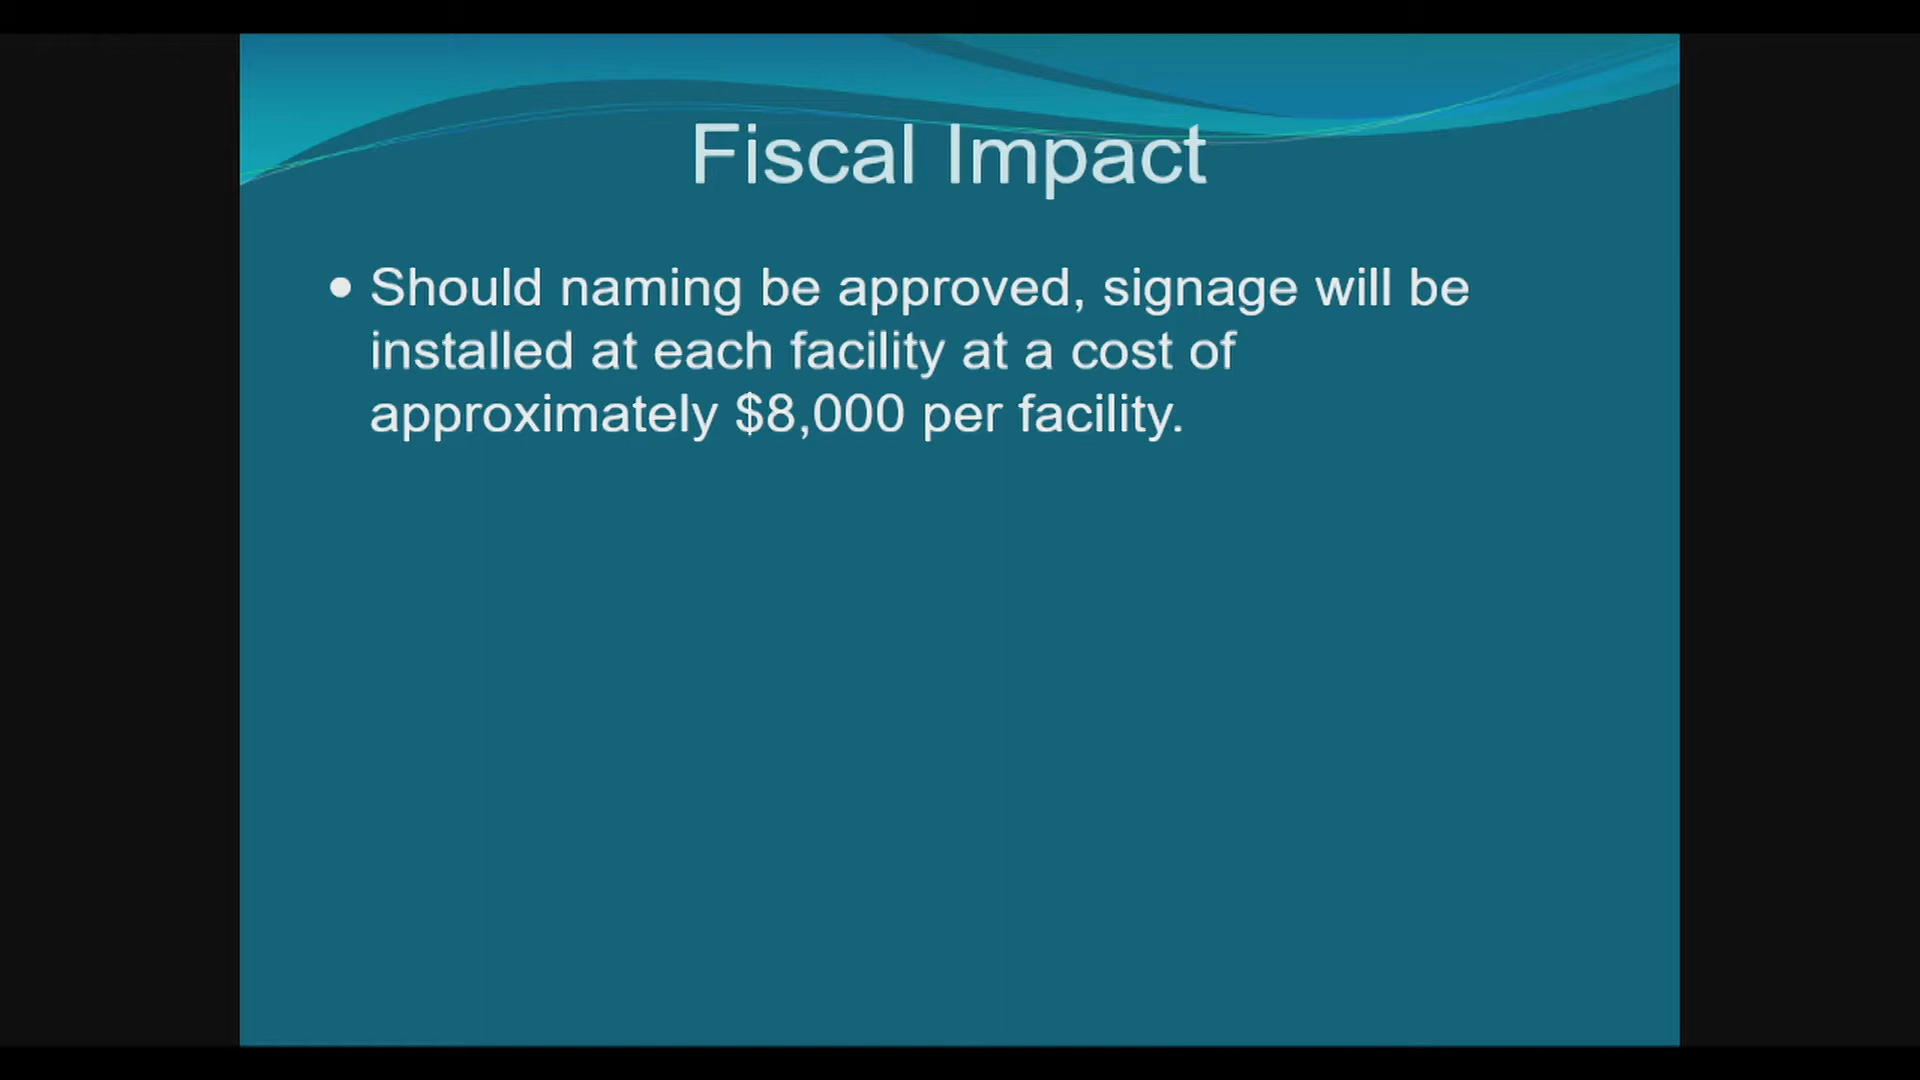 Fiscal Impact
• Should naming be approved, signage will be
installed at each facility at a cost of
approximately $8,000 per facility.